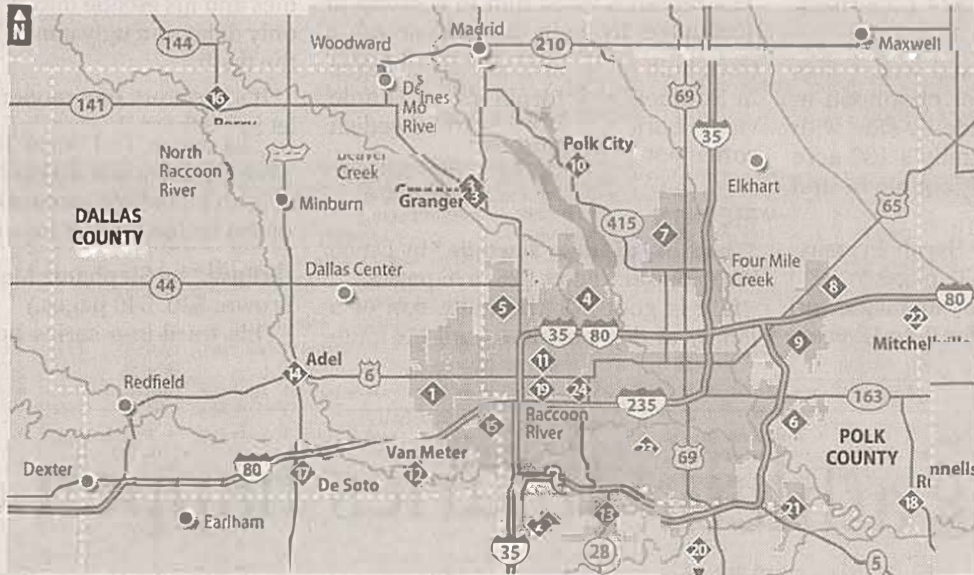 N
144
Woodward
Madrid
210
Maxwell
141
16
69
35
North
Raccoon
River
Creek
Polk City
10
Elkhart
Minburn
3
Granger
65
DALLAS
COUNTY
415
7
44
Dallas Center
Four Mile
Creek
8
80
5
4
22
35
80
9
11
Adel
14
6
Redfield
1
19
24
235
163
Raccoon
River
15
6
POLK
COUNTY
Van Meter
69
Dexter
80
17
De Soto
12
18
21
Earlham
13
35
28
20
5